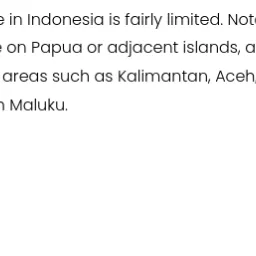 in Indonesia is fairly limited. Not
on Papua or adjacent islands, a
areas such as Kalimantan, Aceh,
Maluku.